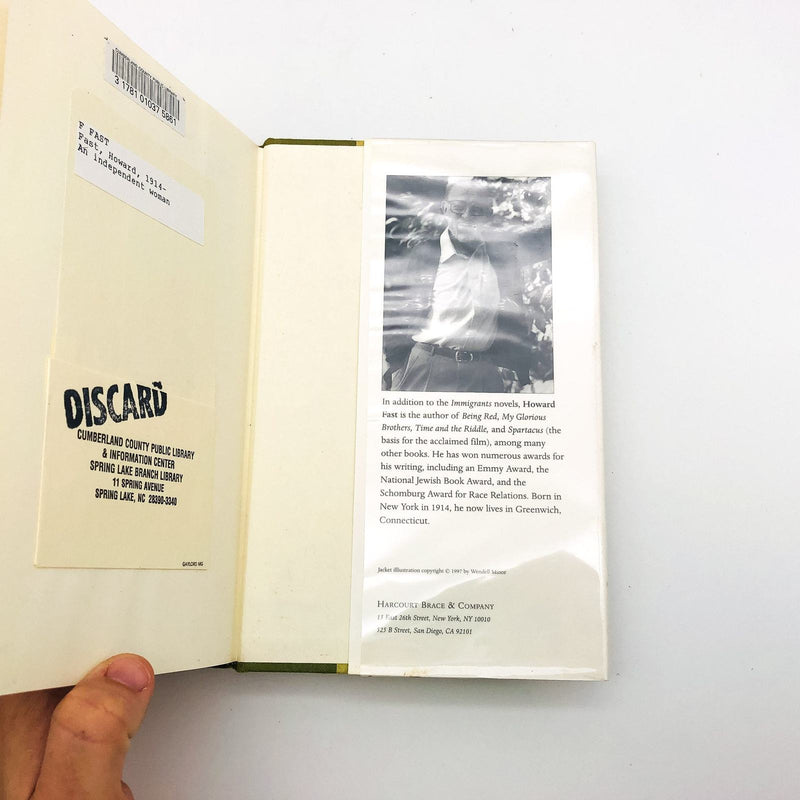 3 1781 01037 5861
F FAST
Fast, Howard, 1914-
An independent woman
DISCARD
CUMBERLAND COUNTY PUBLIC LIBRARY
& INFORMATION CENTER
SPRING LAKE BRANCH LIBRARY
11 SPRING AVENUE
SPRING LAKE, NC 28390-3340
GAYLORD MG
In addition to the Immigrants novels, Howard
Fast is the author of Being Red, My Glorious
Brothers, Time and the Riddle, and Spartacus (the
basis for the acclaimed film), among many
other books. He has won numerous awards for
his writing, including an Emmy Award, the
National Jewish Book Award, and the
Schomburg Award for Race Relations. Born in
New York in 1914, he now lives in Greenwich,
Connecticut.
Jacket illustration copyright © 1997 by Wendell Minor
HARCOURT BRACE & COMPANY
15 East 26th Street, New York, NY 10010
525 B Street, San Diego, CA 92101